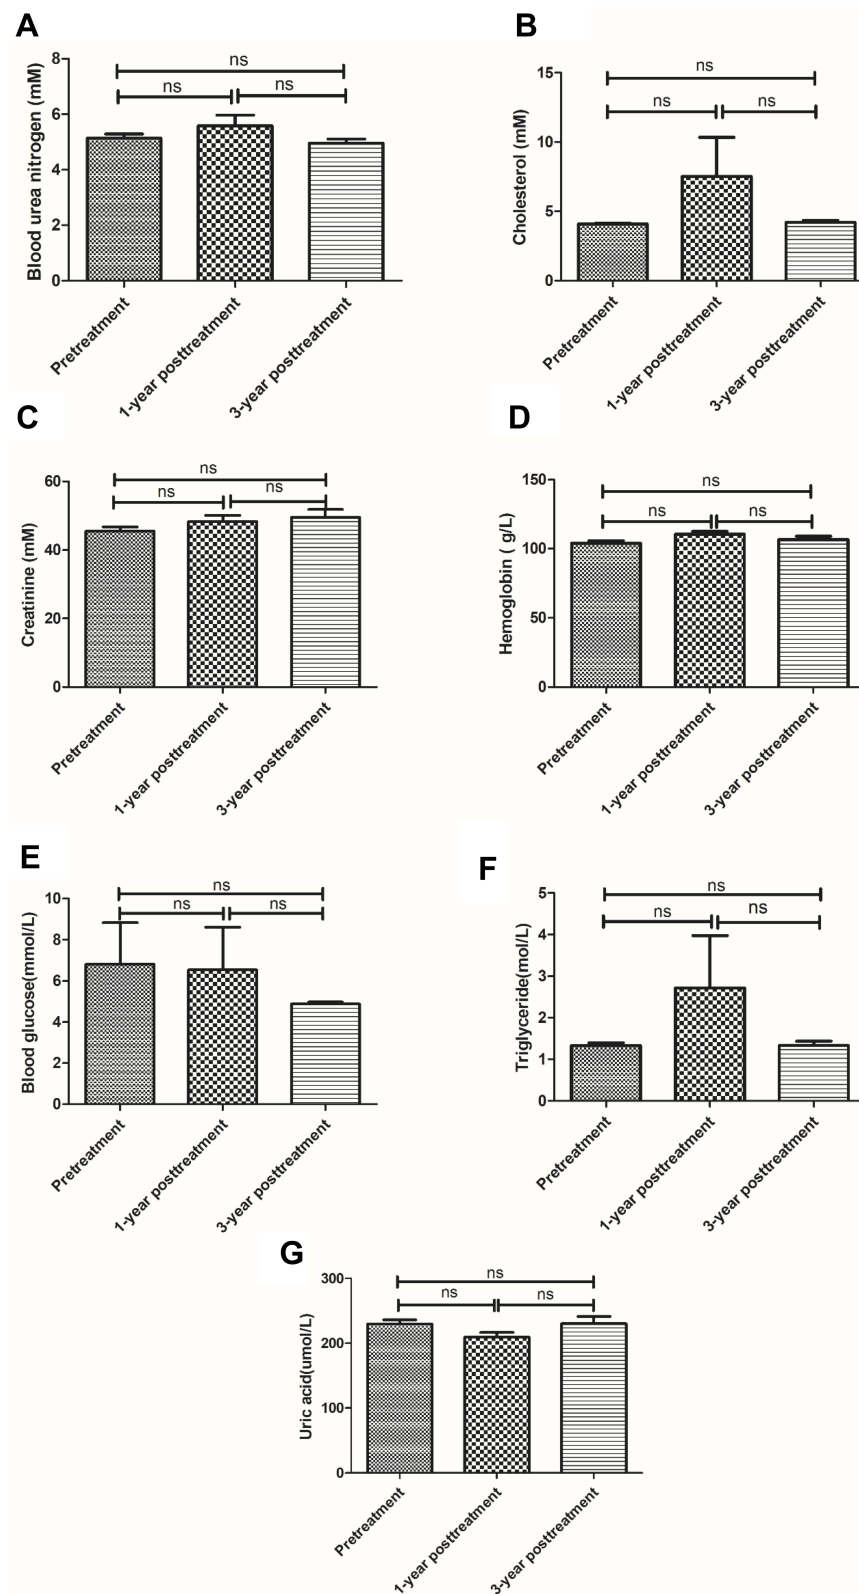 A
Blood urea nitrogen (mM)
8
6
4
2
0
ns
ns
ns
Pretreatment
1-year posttreatment
3-year posttreatment
B
Cholesterol (mM)
15
10
5
0
ns
ns
ns
Pretreatment
1-year posttreatment
3-year posttreatment
C
Creatinine (mM)
60
40
20
0
ns
ns
ns
Pretreatment
1-year posttreatment
3-year posttreatment
D
Hemoglobin ( g/L)
150
100
50
0
ns
ns
ns
Pretreatment
1-year posttreatment
3-year posttreatment
E
Blood glucose(mmol/L)
10
8
6
4
2
0
ns
ns
ns
Pretreatment
1-year posttreatment
3-year posttreatment
F
Triglyceride(mol/L)
5
4
3
2
1
0
ns
ns
ns
Pretreatment
1-year posttreatment
3-year posttreatment
G
Uric acid(umol/L)
300
200
100
0
ns
ns
ns
Pretreatment
1-year posttreatment
3-year posttreatment